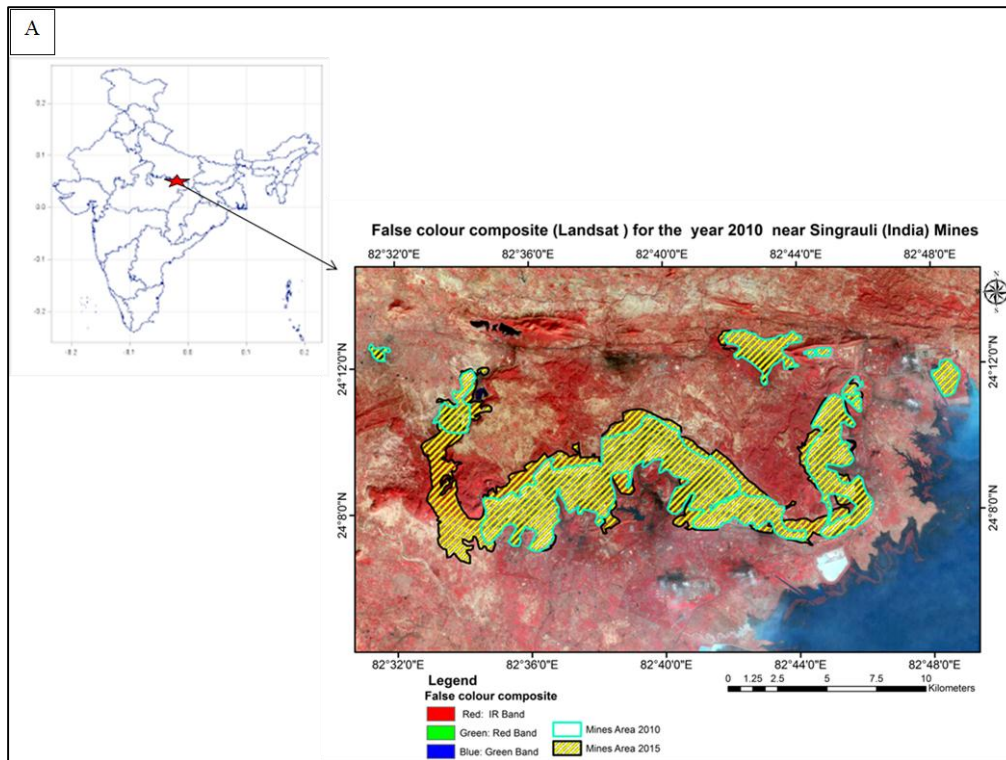 A
0.2
0.1
0.0
-0.1
-0.2
-0.2 -0.1 0.0 0.1 0.2
False colour composite (Landsat ) for the year 2010 near Singrauli (India) Mines
82°32'0"E 82°36'0"E 82°40'0"E 82°44'0"E 82°48'0"E
N
S
24°12'0"N 24°12'0"N
24°8'0"N 24°8'0"N
82°32'0"E 82°36'0"E 82°40'0"E 82°44'0"E 82°48'0"E
Legend
False colour composite
Red: IR Band
Green: Red Band
Blue: Green Band
Mines Area 2010
Mines Area 2015
0 1.25 2.5 5 7.5 10
Kilometers